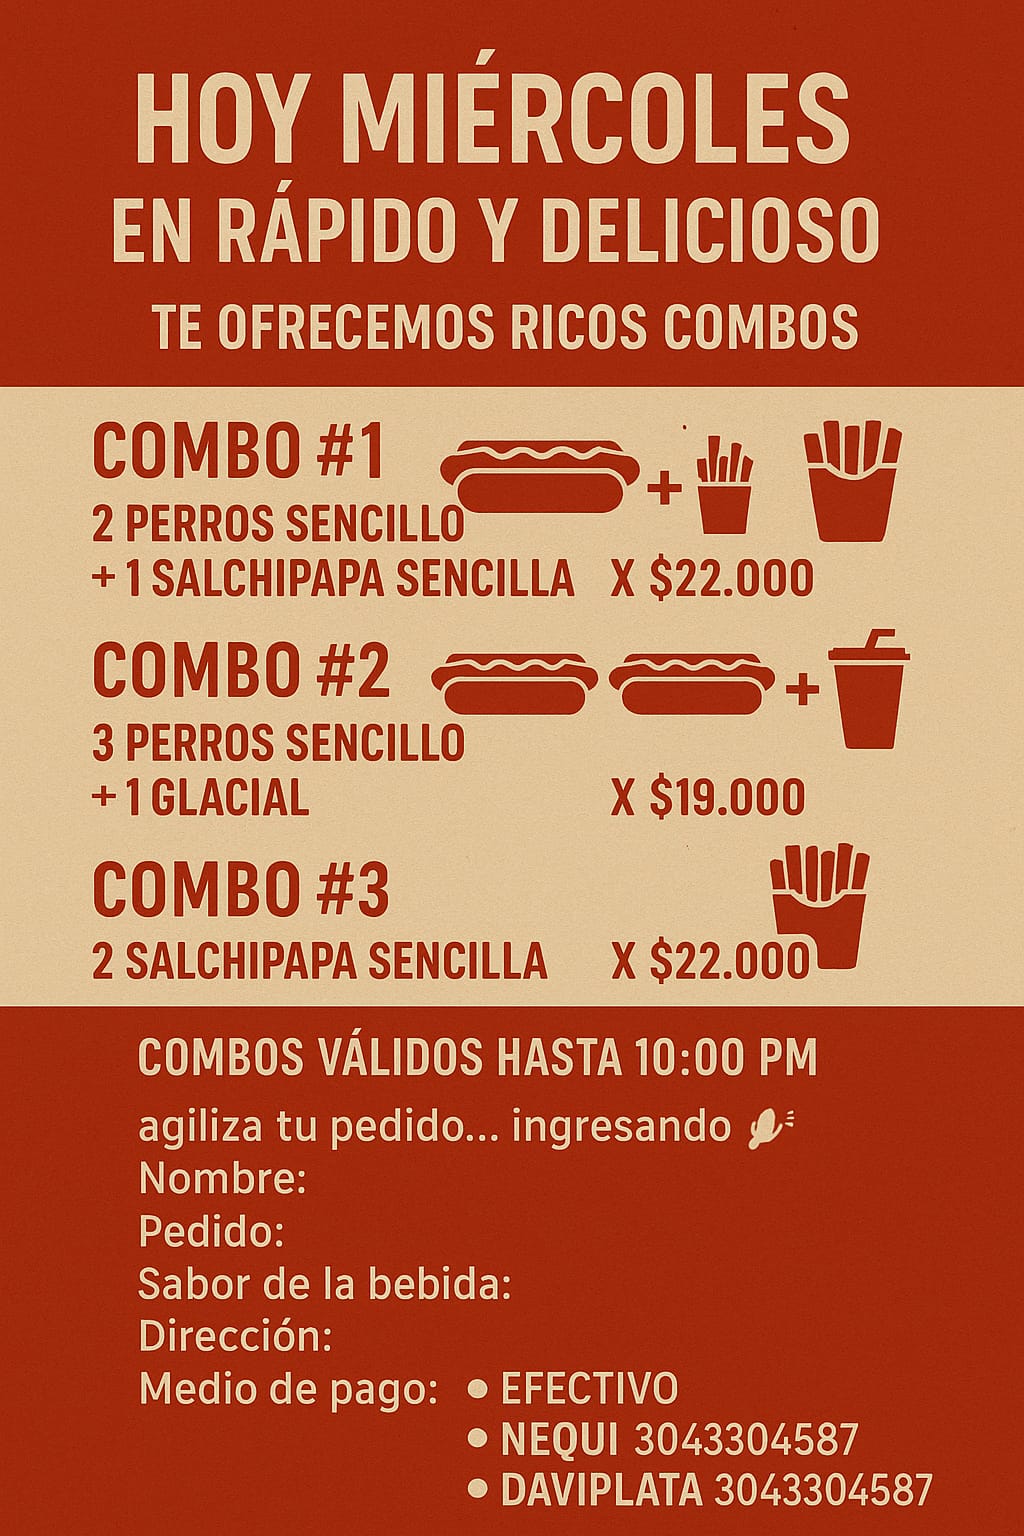 HOY MIÉRCOLES
EN RÁPIDO Y DELICIOSO
TE OFRECEMOS RICOS COMBOS
COMBO #1
2 PERROS SENCILLO
+ 1 SALCHIPAPA SENCILLA X $22.000
COMBO #2
3 PERROS SENCILLO
+ 1 GLACIAL X $19.000
COMBO #3
2 SALCHIPAPA SENCILLA X $22.000
COMBOS VÁLIDOS HASTA 10:00 PM
agiliza tu pedido... ingresando
Nombre:
Pedido:
Sabor de la bebida:
Dirección:
Medio de pago: • EFECTIVO
• NEQUI 3043304587
• DAVIPLATA 3043304587